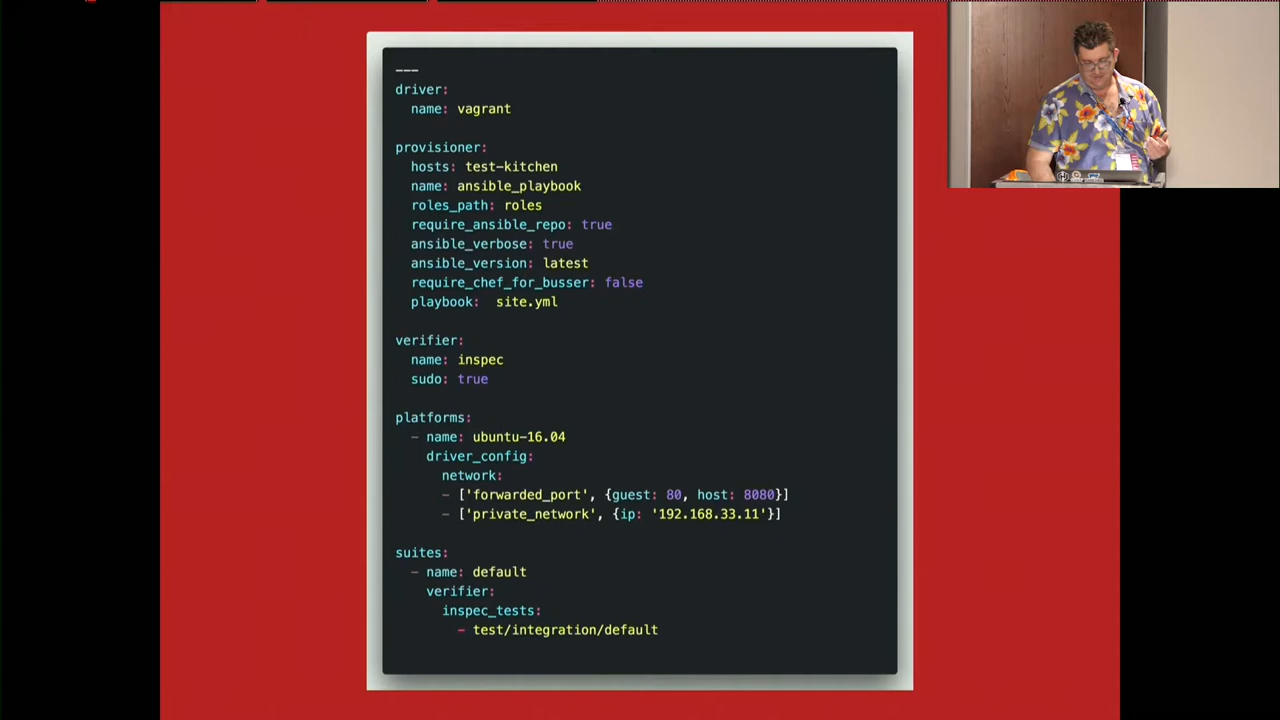 ---
driver:
  name: vagrant

provisioner:
  hosts: test-kitchen
  name: ansible_playbook
  roles_path: roles
  require_ansible_repo: true
  ansible_verbose: true
  ansible_version: latest
  require_chef_for_busser: false
  playbook:  site.yml

verifier:
  name: inspec
  sudo: true

platforms:
  - name: ubuntu-16.04
    driver_config:
      network:
      - ['forwarded_port', {guest: 80, host: 8080}]
      - ['private_network', {ip: '192.168.33.11'}]

suites:
  - name: default
    verifier:
      inspec_tests:
        - test/integration/default